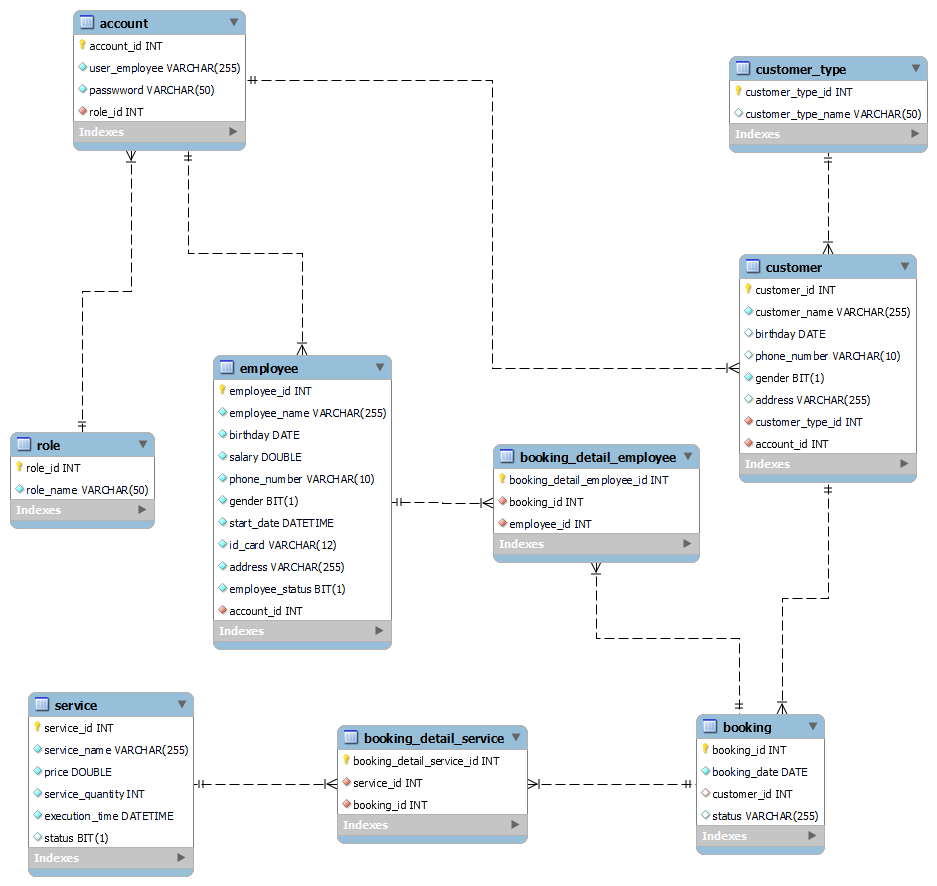 account
account_id INT
user_employee VARCHAR(255)
passwword VARCHAR(50)
role_id INT
Indexes
customer_type
customer_type_id INT
customer_type_name VARCHAR(50)
Indexes
customer
customer_id INT
customer_name VARCHAR(255)
birthday DATE
phone_number VARCHAR(10)
gender BIT(1)
address VARCHAR(255)
customer_type_id INT
account_id INT
Indexes
employee
employee_id INT
employee_name VARCHAR(255)
birthday DATE
salary DOUBLE
phone_number VARCHAR(10)
gender BIT(1)
start_date DATETIME
id_card VARCHAR(12)
address VARCHAR(255)
employee_status BIT(1)
account_id INT
Indexes
role
role_id INT
role_name VARCHAR(50)
Indexes
booking_detail_employee
booking_detail_employee_id INT
booking_id INT
employee_id INT
Indexes
service
service_id INT
service_name VARCHAR(255)
price DOUBLE
service_quantity INT
execution_time DATETIME
status BIT(1)
Indexes
booking_detail_service
booking_detail_service_id INT
service_id INT
booking_id INT
Indexes
booking
booking_id INT
booking_date DATE
customer_id INT
status VARCHAR(255)
Indexes